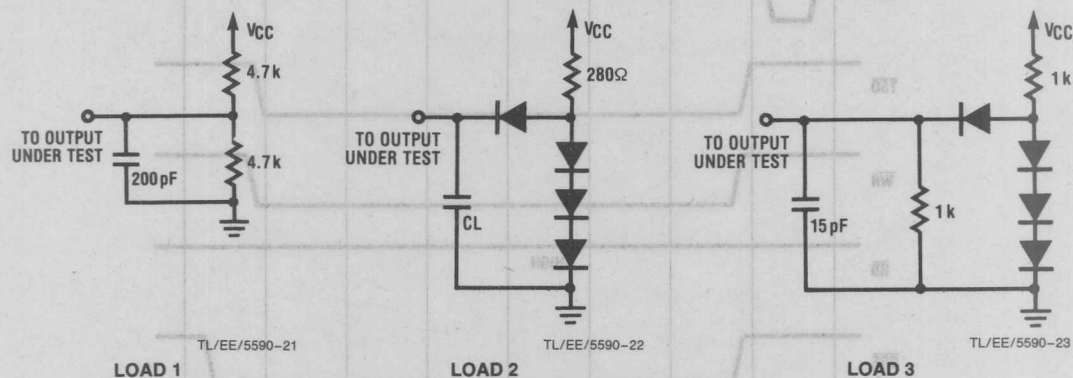 VCC
4.7k
TO OUTPUT
UNDER TEST
4.7k
200pF
TL/EE/5590-21
LOAD 1
VCC
280Ω
TO OUTPUT
UNDER TEST
CL
TL/EE/5590-22
LOAD 2
VCC
1k
TO OUTPUT
UNDER TEST
15pF
1k
TL/EE/5590-23
LOAD 3